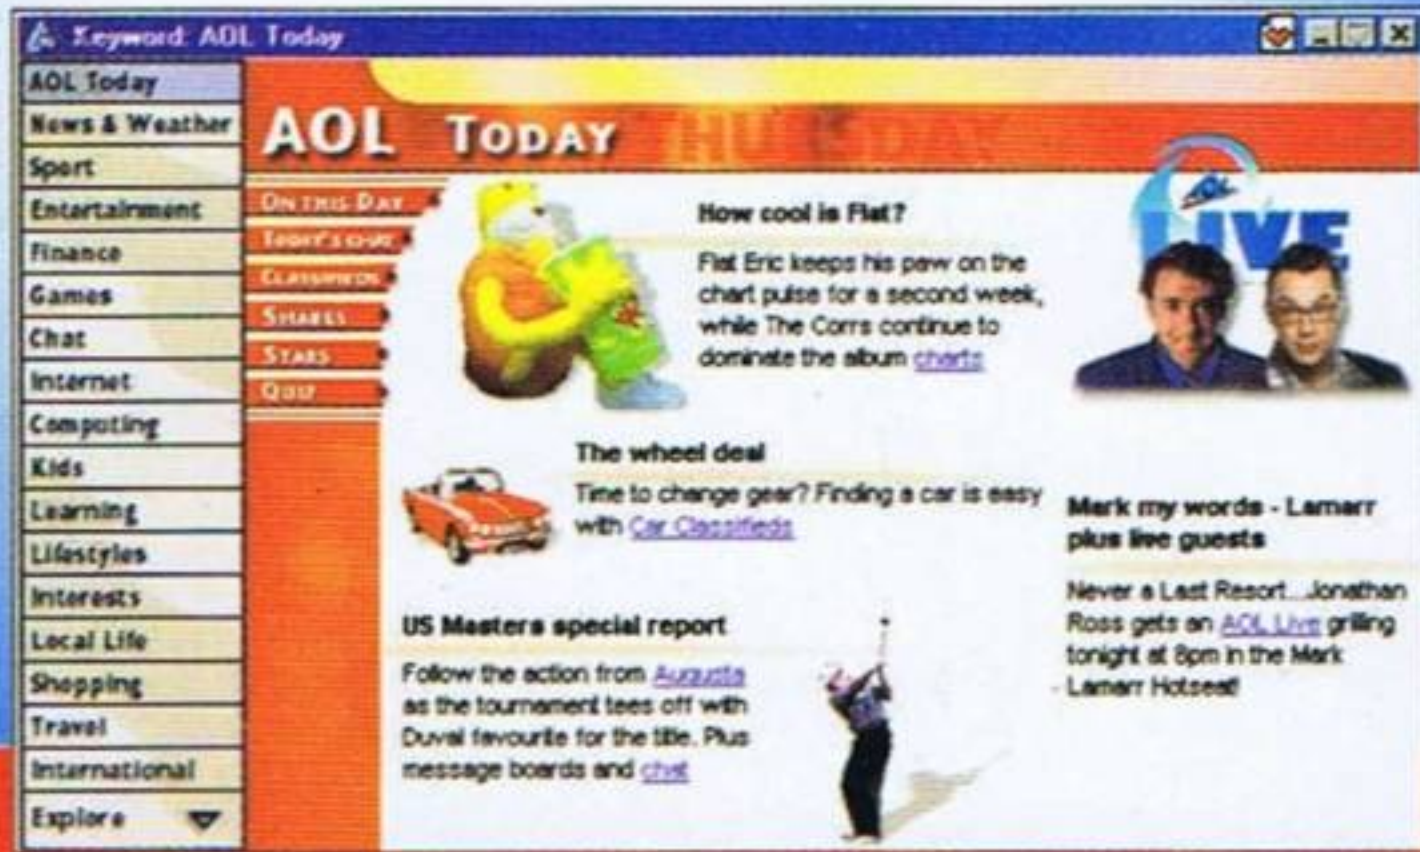 Keyword: AOL Today
AOL Today
News & Weather
Sport
Entertainment
Finance
Games
Chat
Internet
Computing
Kids
Learning
Lifestyles
Interests
Local Life
Shopping
Travel
International
Explore
AOL TODAY THURSDAY
ON THIS DAY
TODAY'S CHAT
CLASSIFIEDS
SHARES
STARS
QUIZ
How cool is Flat?
Flat Eric keeps his paw on the
chart pulse for a second week,
while The Corrs continue to
dominate the album charts
The wheel deal
Time to change gear? Finding a car is easy
with Car Classifieds
US Masters special report
Follow the action from Augusta
as the tournament tees off with
Duval favourite for the title. Plus
message boards and chat
AOL
LIVE
Mark my words - Lamarr
plus live guests
Never a Last Resort...Jonathan
Ross gets an AOL Live grilling
tonight at 8pm in the Mark
Lamarr Hotseat!